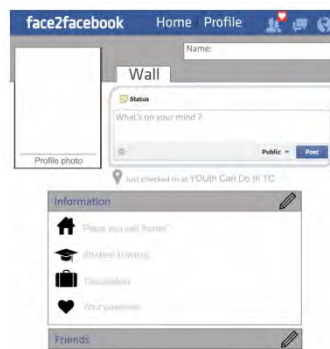 face2facebook Home Profile
Name:
Wall
Status
What's on your mind ?
Public Post
Profile photo
Just checked-in at YOUth Can Do It! TC
Information
Place you call "home"
Student
Occupation
Your passions
Friends